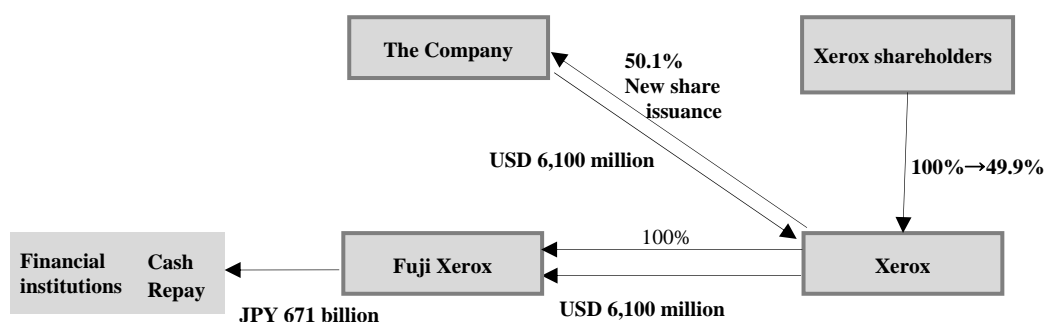 The Company
Xerox shareholders
50.1%
New share
issuance
USD 6,100 million
100%→49.9%
Financial
institutions
Cash
Repay
Fuji Xerox
100%
Xerox
USD 6,100 million
JPY 671 billion